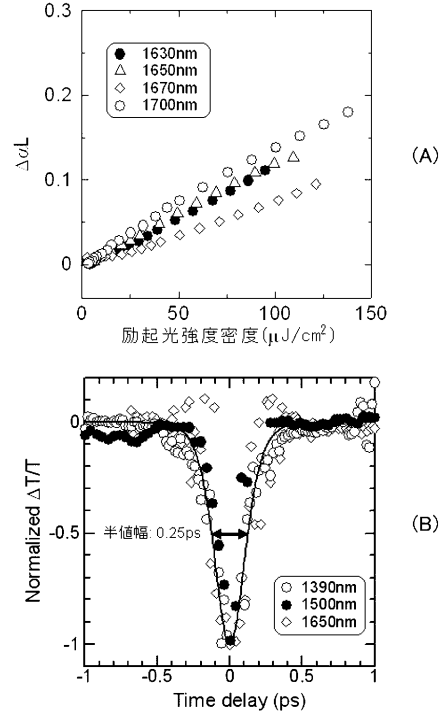 0.3
1630nm
1650nm
1670nm
1700nm
0.2
ΔαL
(A)
0.1
0
0 50 100 150
励起光強度密度(μJ/cm²)
0
Normalized ΔT/T
-0.5
半値幅: 0.25ps
(B)
1390nm
1500nm
1650nm
-1
-1 -0.5 0 0.5 1
Time delay (ps)